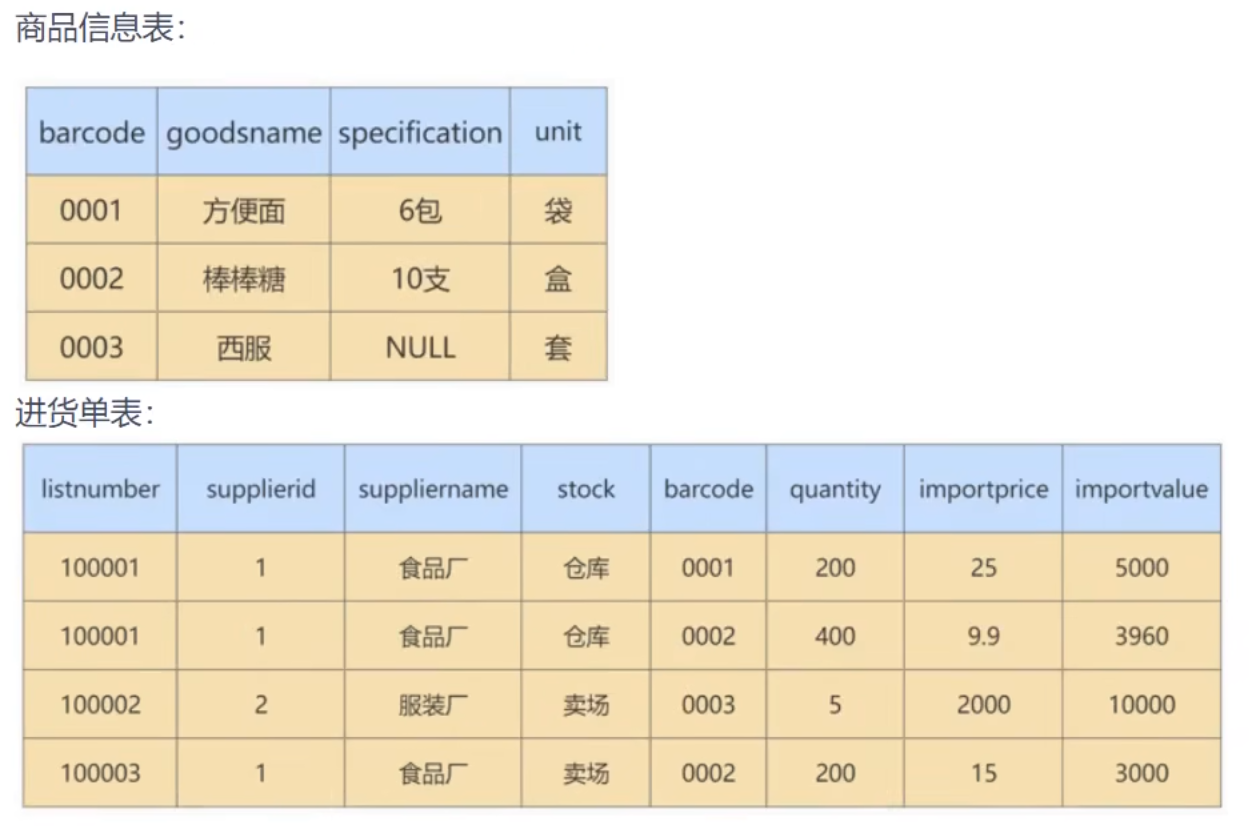 商品信息表：
barcode goodsname specification unit
0001 方便面 6包 袋
0002 棒棒糖 10支 盒
0003 西服 NULL 套
进货单表：
listnumber supplierid suppliername stock barcode quantity importprice importvalue
100001 1 食品厂 仓库 0001 200 25 5000
100001 1 食品厂 仓库 0002 400 9.9 3960
100002 2 服装厂 卖场 0003 5 2000 10000
100003 1 食品厂 卖场 0002 200 15 3000